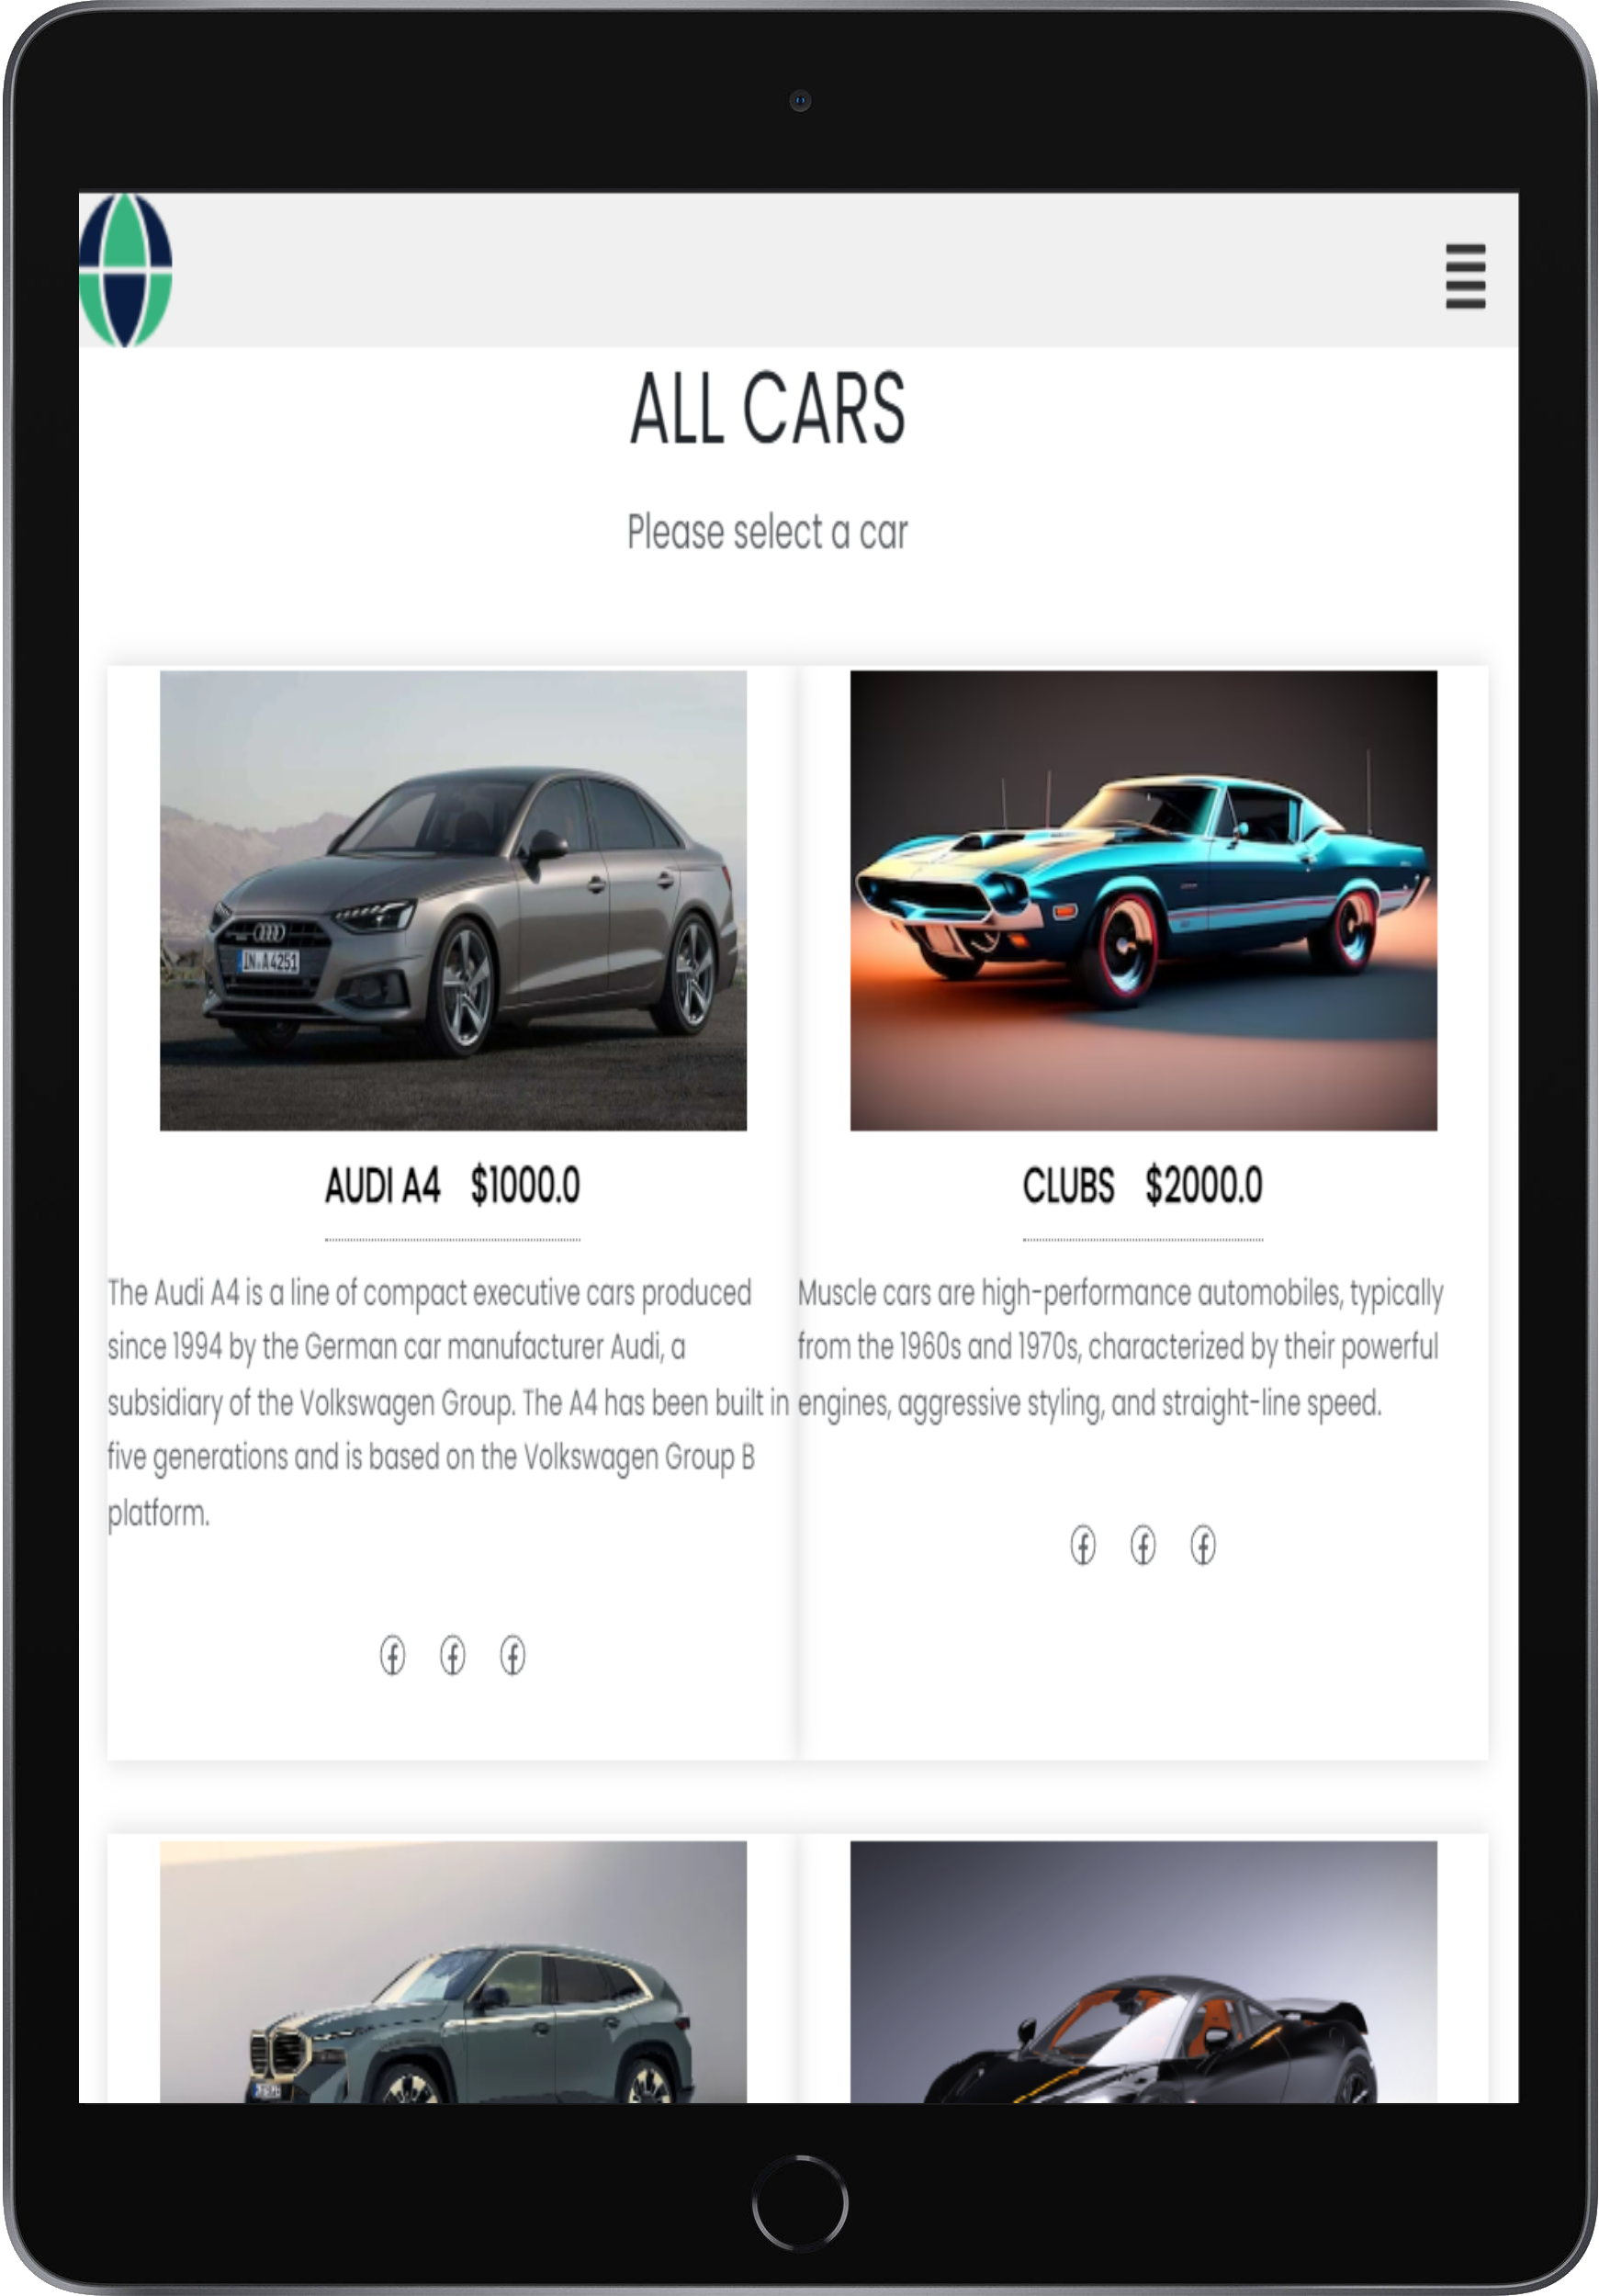 ALL CARS
Please select a car
IN·A 4251
AUDI A4 $1000.0
The Audi A4 is a line of compact executive cars produced
since 1994 by the German car manufacturer Audi, a
subsidiary of the Volkswagen Group. The A4 has been built in
five generations and is based on the Volkswagen Group B
platform.
CLUBS $2000.0
Muscle cars are high-performance automobiles, typically
from the 1960s and 1970s, characterized by their powerful
engines, aggressive styling, and straight-line speed.